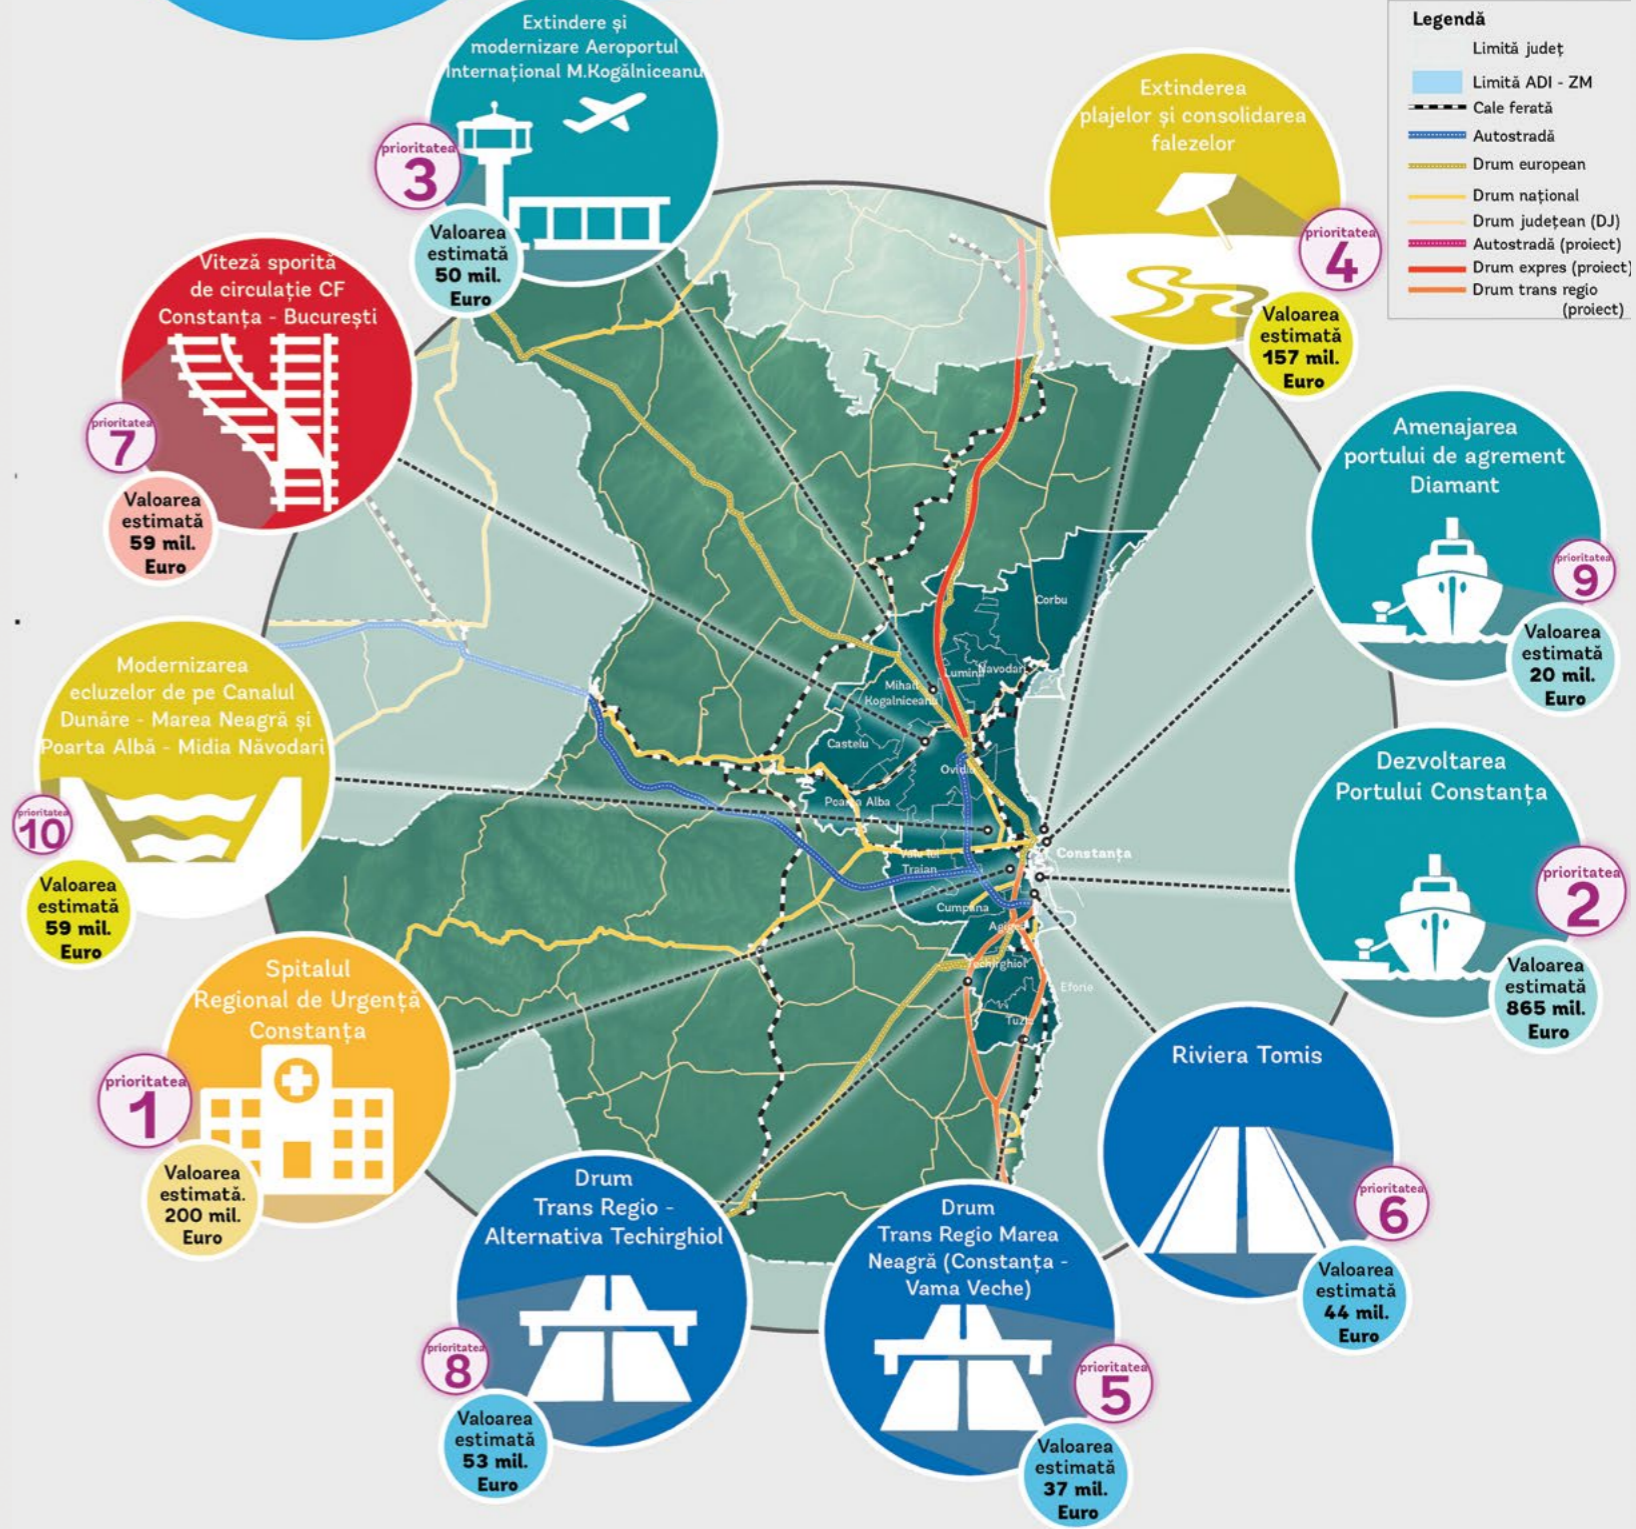 Extindere și
modernizare Aeroportul
Internațional M.Kogălniceanu
prioritatea
3
Valoarea
estimată
50 mil.
Euro
Legendă
Limită județ
Limită ADI - ZM
Cale ferată
Autostradă
Drum european
Drum național
Drum județean (DJ)
Autostradă (proiect)
Drum expres (proiect)
Drum trans regio
(proiect)
Extinderea
plajelor și consolidarea
falezelor
prioritatea
4
Valoarea
estimată
157 mil.
Euro
Viteză sporită
de circulație CF
Constanța - București
prioritatea
7
Valoarea
estimată
59 mil.
Euro
Amenajarea
portului de agrement
Diamant
prioritatea
9
Valoarea
estimată
20 mil.
Euro
Modernizarea
ecluzelor de pe Canalul
Dunăre - Marea Neagră și
Poarta Albă - Midia Năvodari
prioritatea
10
Valoarea
estimată
59 mil.
Euro
Corbu
Navodari
Lumina
Mihail
Kogalniceanu
Castelu
Ovidiu
Poarta Alba
Constanța
Valu lui
Traian
Cumpana
Agigea
Techirghiol
Eforie
Tuzla
Dezvoltarea
Portului Constanța
prioritatea
2
Valoarea
estimată
865 mil.
Euro
Spitalul
Regional de Urgență
Constanța
prioritatea
1
Valoarea
estimată.
200 mil.
Euro
Riviera Tomis
prioritatea
6
Valoarea
estimată
44 mil.
Euro
Drum
Trans Regio -
Alternativa Techirghiol
prioritatea
8
Valoarea
estimată
53 mil.
Euro
Drum
Trans Regio Marea
Neagră (Constanța -
Vama Veche)
prioritatea
5
Valoarea
estimată
37 mil.
Euro